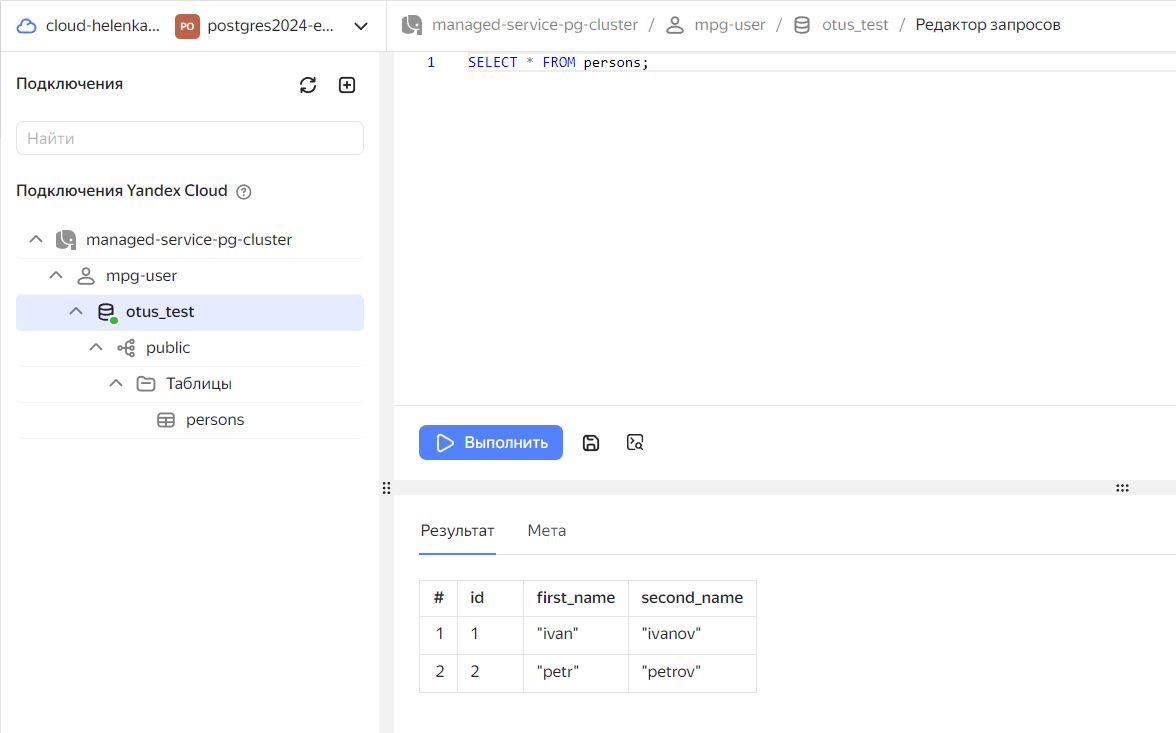 cloud-helenka... PO postgres2024-e... managed-service-pg-cluster / mpg-user / otus_test / Редактор запросов
Подключения
Найти
Подключения Yandex Cloud ?
managed-service-pg-cluster
mpg-user
otus_test
public
Таблицы
persons
1 SELECT * FROM persons;
Выполнить
Результат Мета
# id first_name second_name
1 1 "ivan" "ivanov"
2 2 "petr" "petrov"